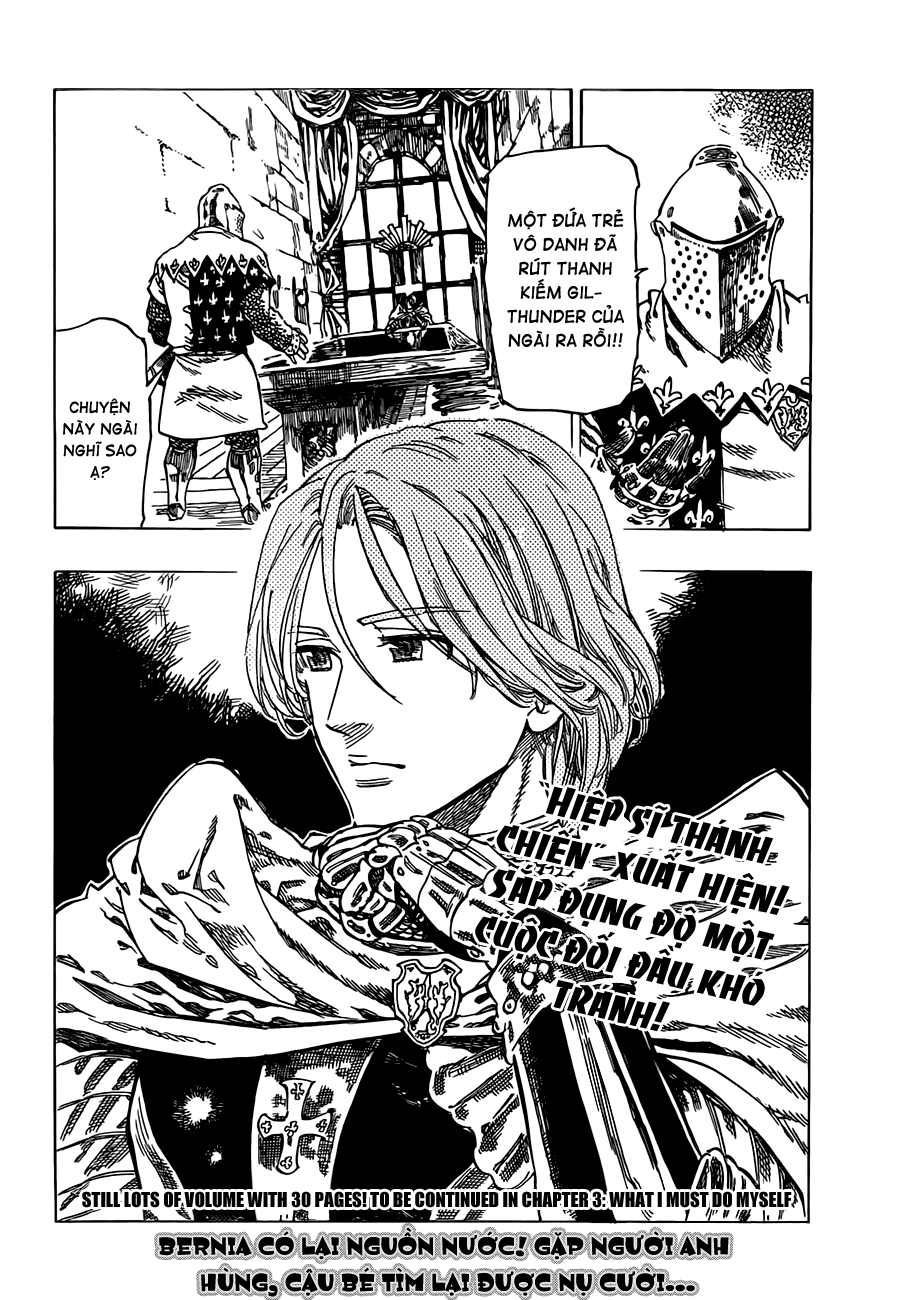 MỘT ĐỨA TRẺ
VÔ DANH ĐÃ
RÚT THANH
KIẾM GIL-
THUNDER CỦA
NGÀI RA RỒI!!
CHUYỆN
NÀY NGÀI
NGHĨ SAO
Ạ?
"HIỆP SĨ THÁNH
CHIẾN" XUẤT HIỆN!
SẮP ĐỤNG ĐỘ MỘT
CUỘC ĐỐI ĐẦU KHÓ
TRÁNH!
STILL LOTS OF VOLUME WITH 30 PAGES! TO BE CONTINUED IN CHAPTER 3: WHAT I MUST DO MYSELF
BERNIA CÓ LẠI NGUỒN NƯỚC! GẶP NGƯỜI ANH
HÙNG, CẬU BÉ TÌM LẠI ĐƯỢC NỤ CƯỜI...